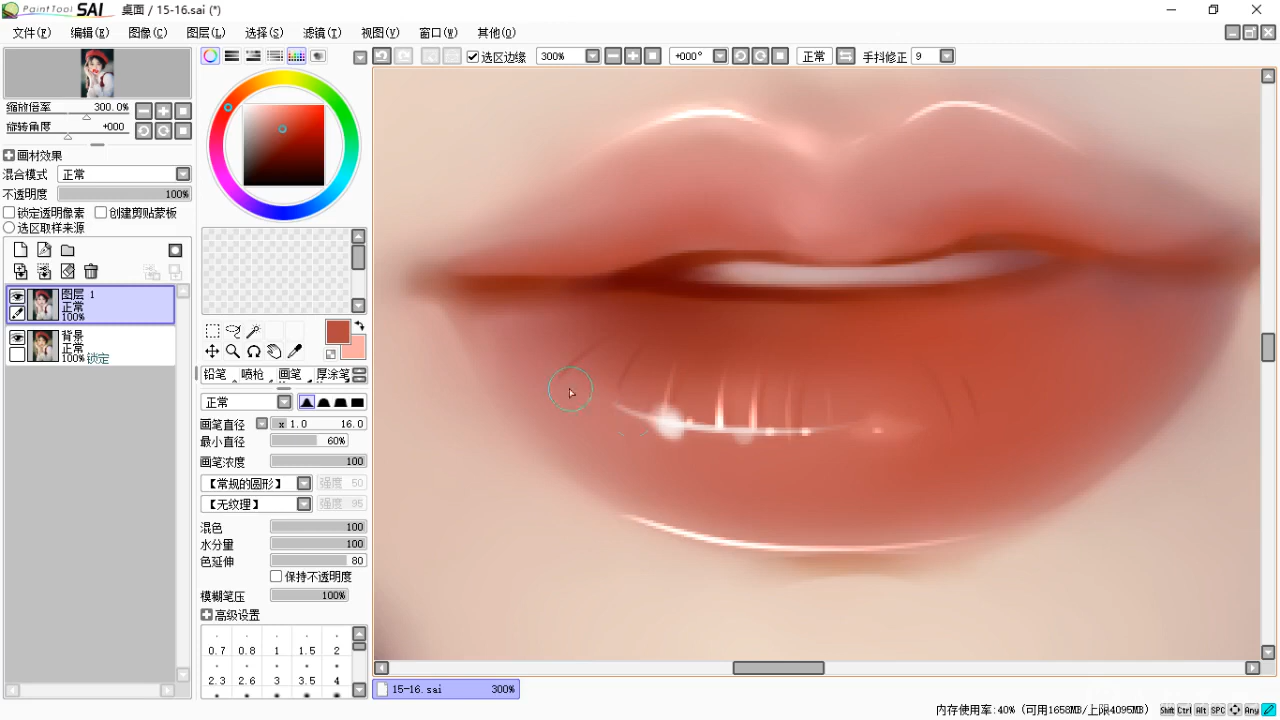 PaintTool SAI 桌面 / 15-16.sai (*)
文件(F) 编辑(E) 图像(C) 图层(L) 选择(S) 滤镜(T) 视图(V) 窗口(W) 其他(O)
选区边缘 300% +000° 正常 手抖修正 9
缩放倍率 300.0%
旋转角度 +000
画材效果
混合模式 正常
不透明度 100%
锁定透明像素 创建剪贴蒙板
选区取样来源
图层 1
正常
100%
背景
正常
100% 锁定
铅笔 喷枪 画笔 厚涂笔
正常
画笔直径 x 1.0 16.0
最小直径 60%
画笔浓度 100
【常规的圆形】 强度 50
【无纹理】 强度 95
混色 100
水分量 100
色延伸 80
保持不透明度
模糊笔压 100%
高级设置
0.7 0.8 1 1.5 2
2.3 2.6 3 3.5 4
15-16.sai 300%
内存使用率: 40% (可用1658MB/上限4095MB) Shift Ctrl Alt SPC Any